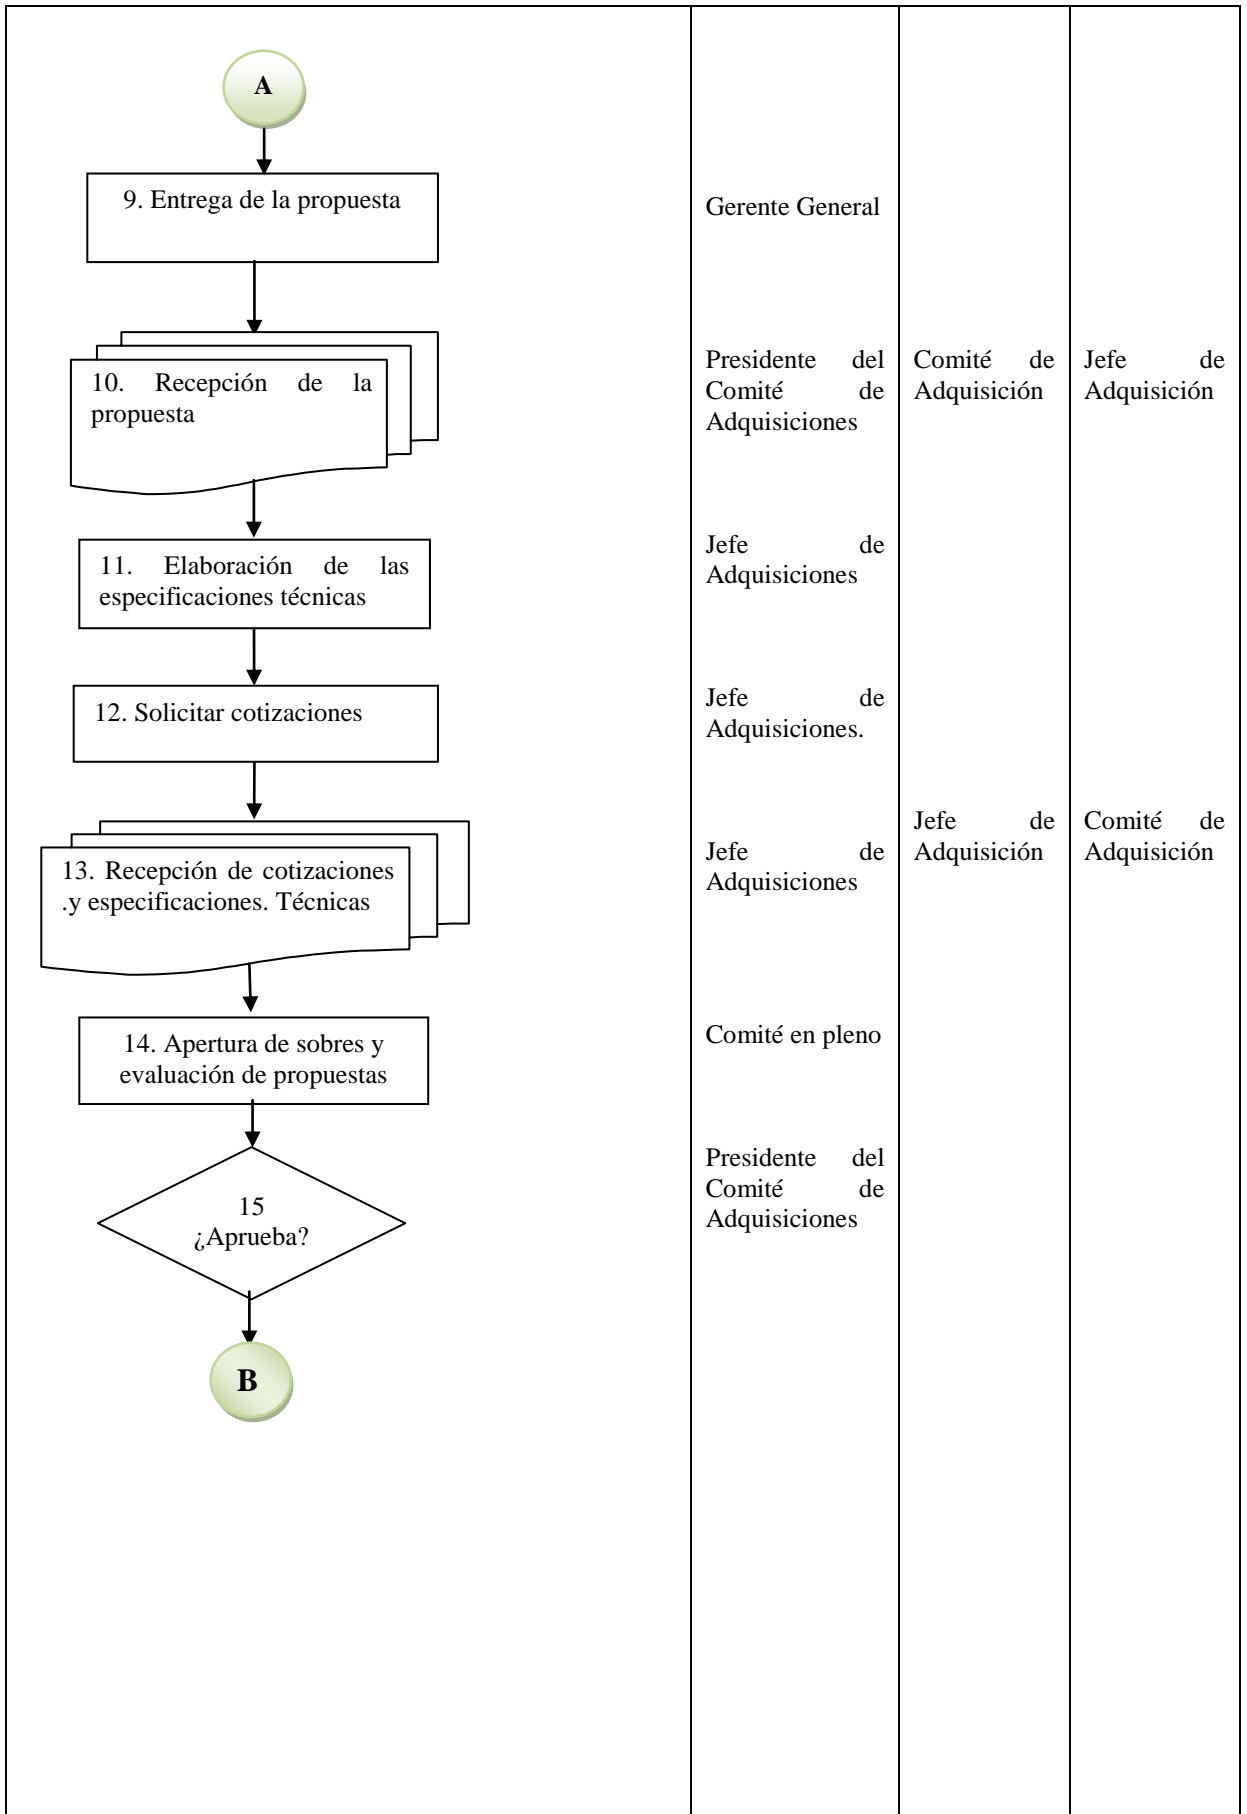 A
9. Entrega de la propuesta
Gerente General
10. Recepción de la
propuesta
Presidente del
Comité de
Adquisiciones
Comité de
Adquisición
Jefe de
Adquisición
11. Elaboración de las
especificaciones técnicas
Jefe de
Adquisiciones
12. Solicitar cotizaciones
Jefe de
Adquisiciones.
13. Recepción de cotizaciones
.y especificaciones. Técnicas
Jefe de
Adquisiciones
Jefe de
Adquisición
Comité de
Adquisición
14. Apertura de sobres y
evaluación de propuestas
Comité en pleno
15
¿Aprueba?
Presidente del
Comité de
Adquisiciones
B